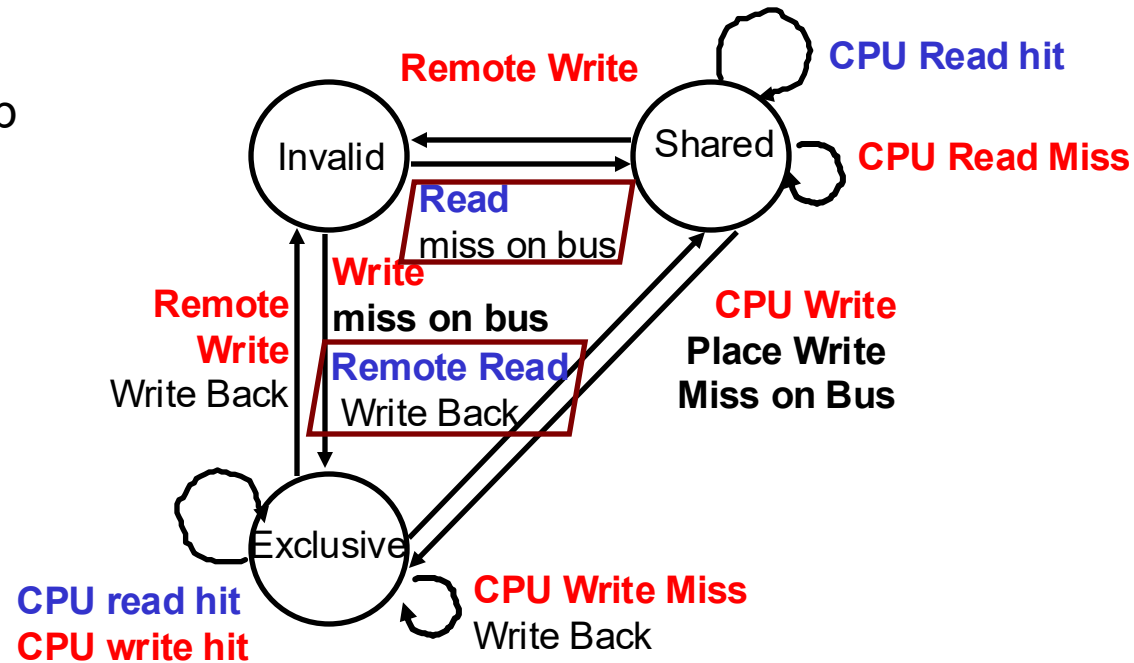 p
Remote Write
CPU Read hit
Invalid
Shared
CPU Read Miss
Read
miss on bus
Write
miss on bus
Remote
Write
Write Back
Remote Read
Write Back
CPU Write
Place Write
Miss on Bus
Exclusive
CPU read hit
CPU write hit
CPU Write Miss
Write Back